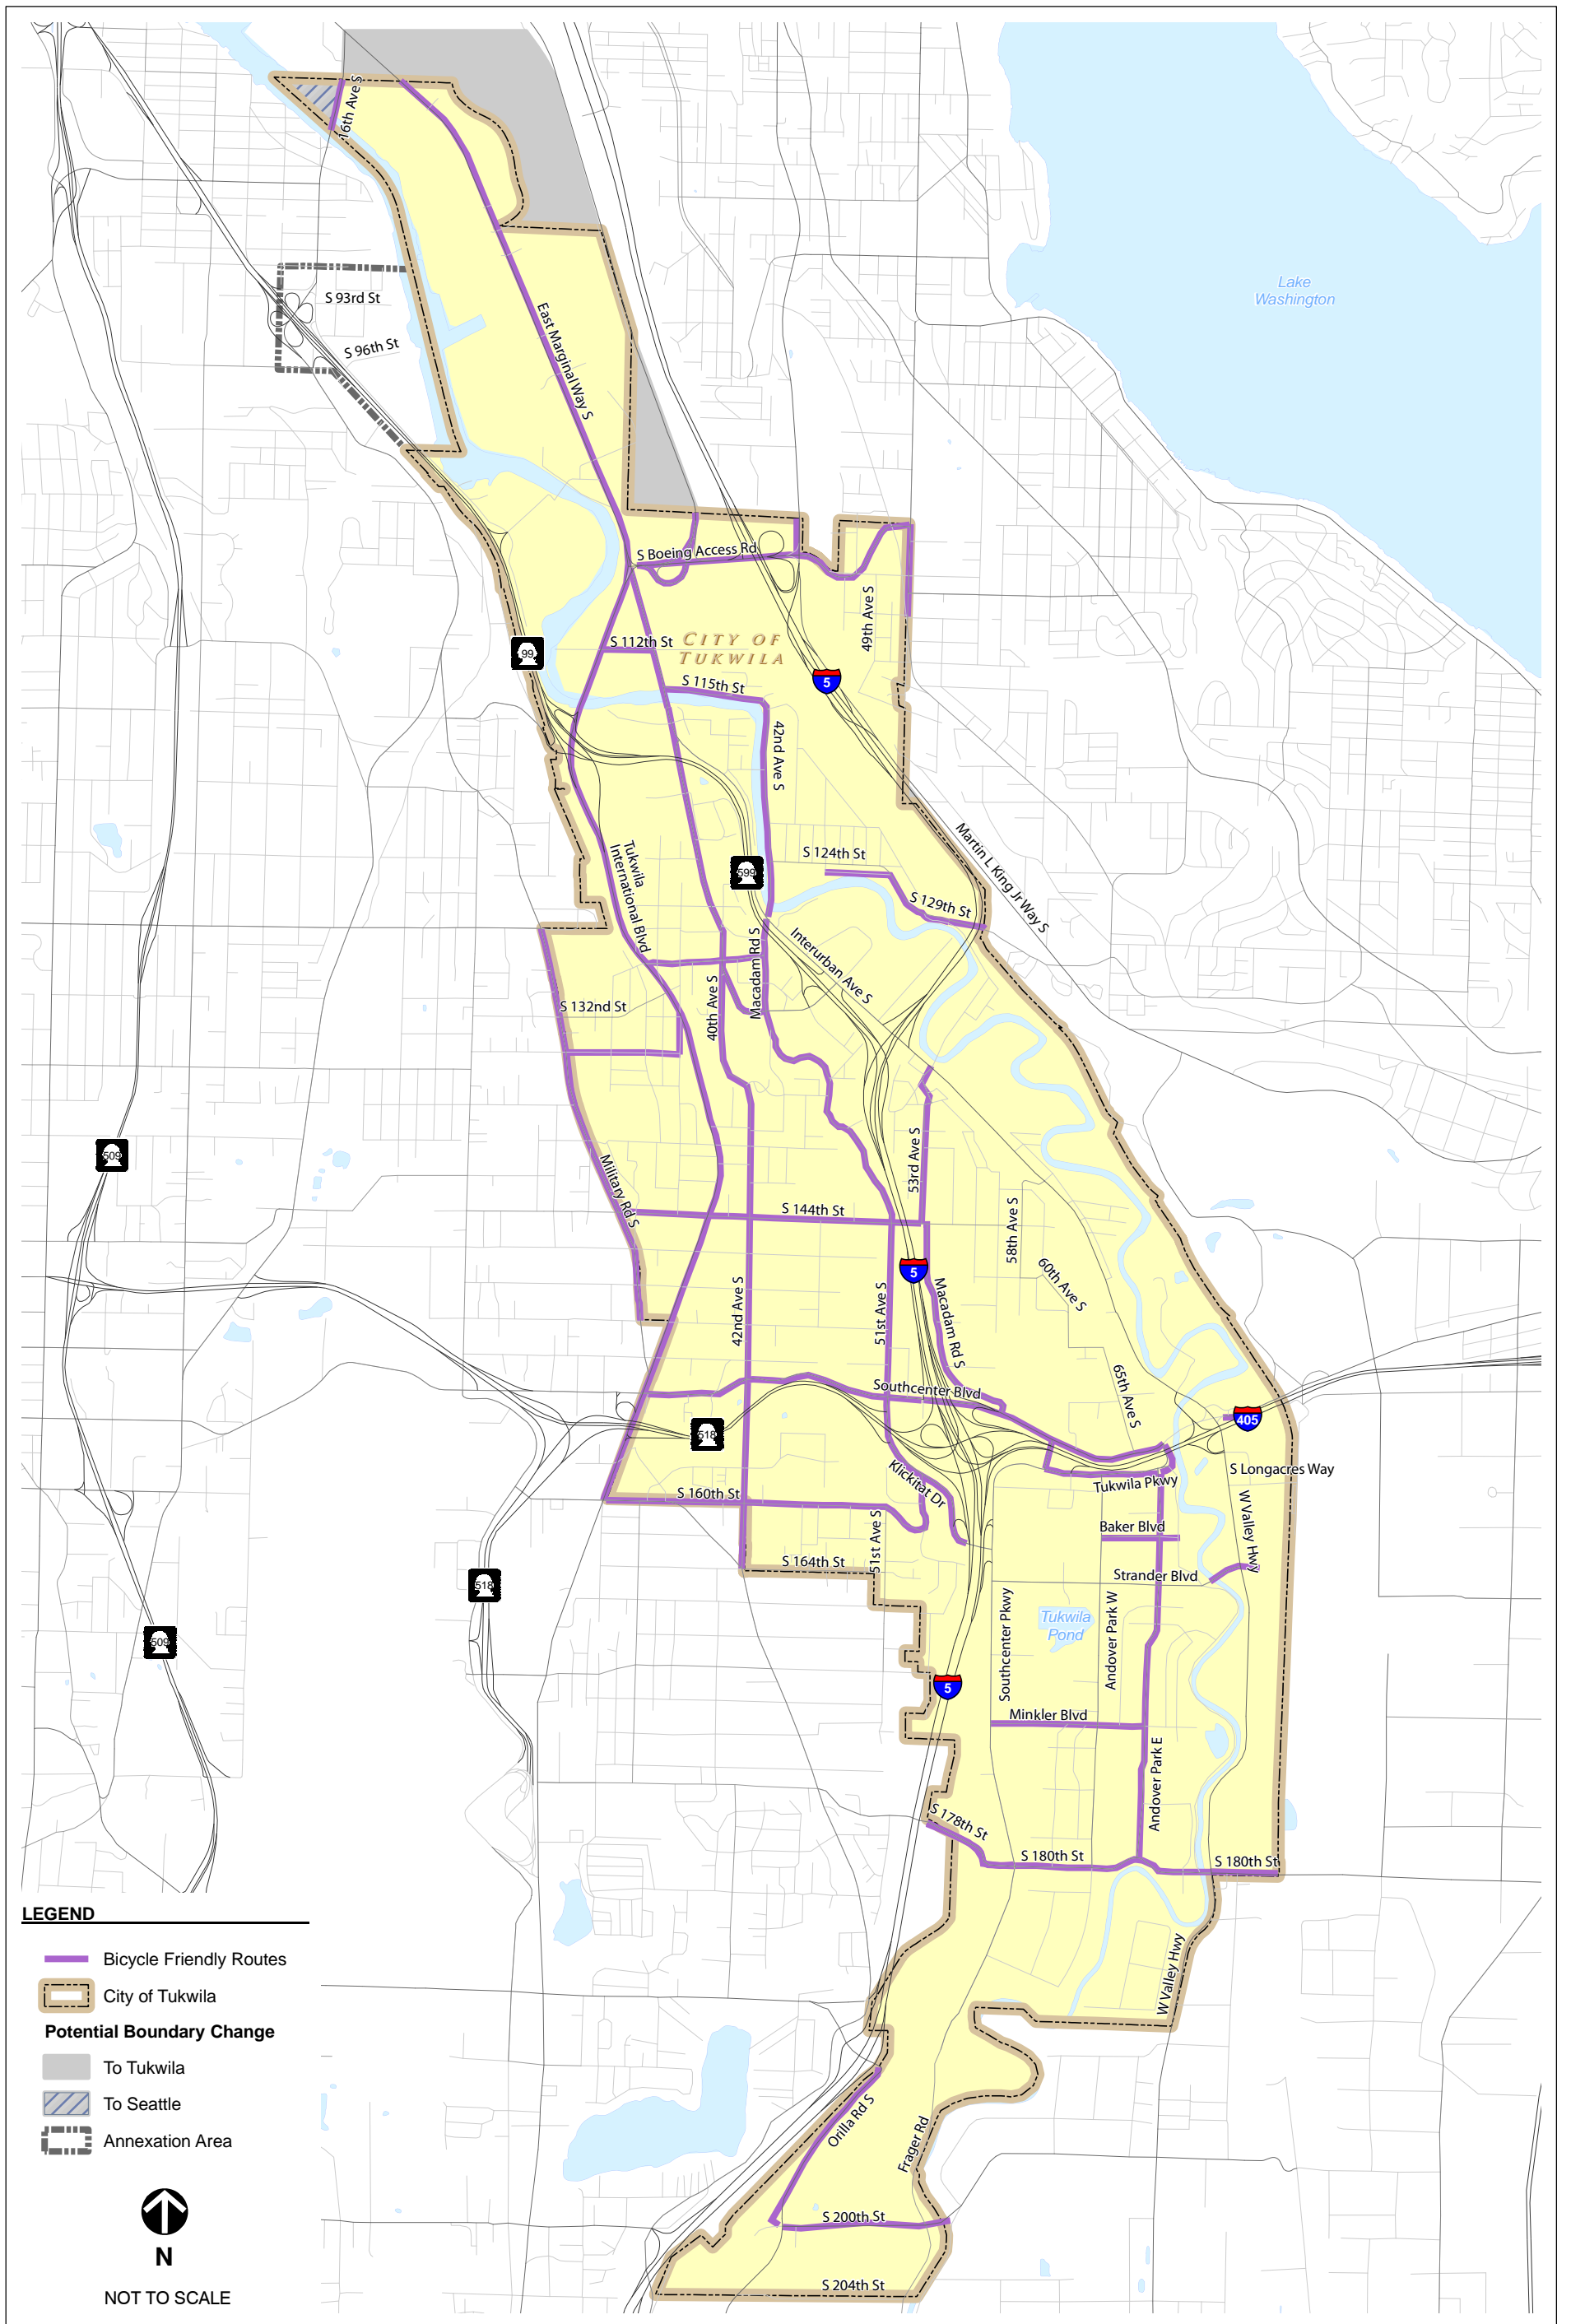 16th Ave S
Lake
Washington
S 93rd St
S 96th St
East Marginal Way S
S Boeing Access Rd
49th Ave S
S 112th St
CITY OF
TUKWILA
99
5
S 115th St
42nd Ave S
Martin L King Jr Way S
S 124th St
599
Tukwila
International Blvd
S 129th St
Interurban Ave S
Macadam Rd S
40th Ave S
S 132nd St
509
53rd Ave S
Military Rd S
S 144th St
58th Ave S
60th Ave S
5
42nd Ave S
51st Ave S
Macadam Rd S
65th Ave S
Southcenter Blvd
405
518
Klickitat Dr
S Longacres Way
Tukwila Pkwy
S 160th St
W Valley Hwy
Baker Blvd
51st Ave S
S 164th St
Strander Blvd
518
Tukwila
Pond
Southcenter Pkwy
Andover Park W
509
5
Minkler Blvd
Andover Park E
S 178th St
S 180th St
S 180th St
W Valley Hwy
Orilla Rd S
Frager Rd
S 200th St
S 204th St
LEGEND
Bicycle Friendly Routes
City of Tukwila
Potential Boundary Change
To Tukwila
To Seattle
Annexation Area
N
NOT TO SCALE